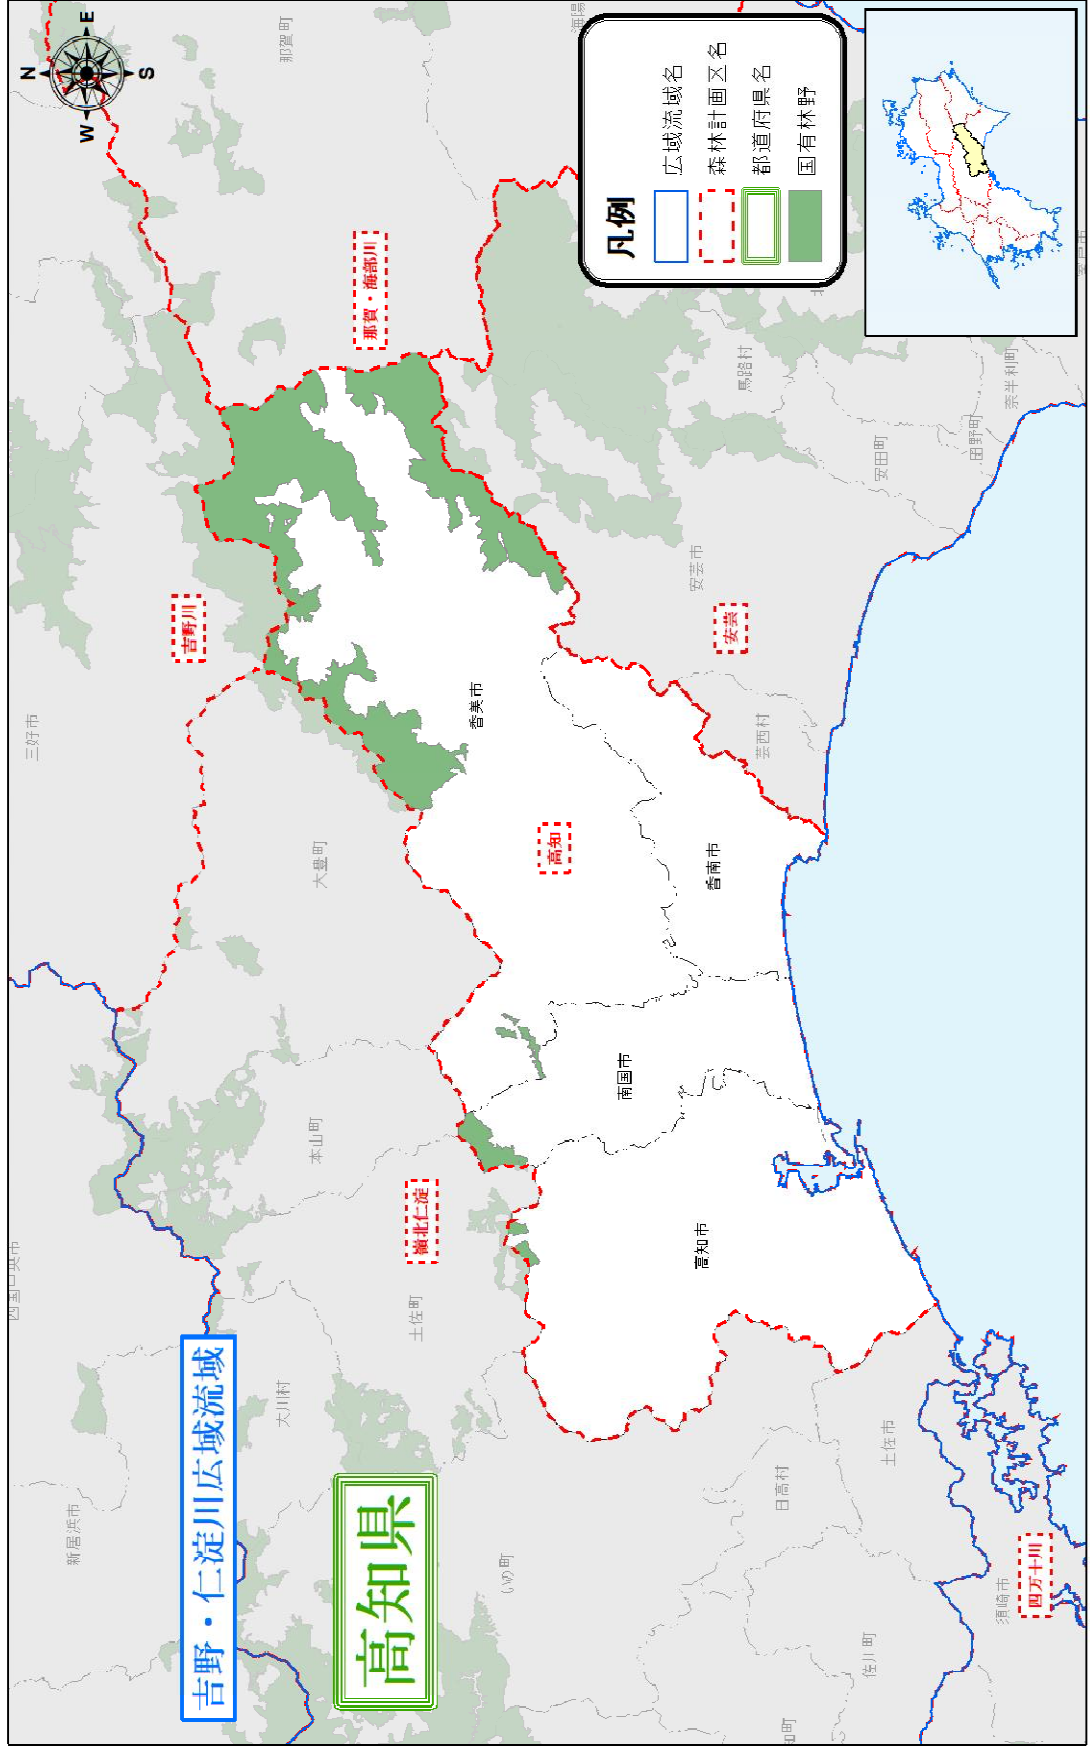 吉野・仁淀川広域流域
高知県
凡例
広域流域名
森林計画区名
都道府県名
国有林野
N
E
S
W
那賀・海部川
吉野川
安芸
高知
嶺北仁淀
四万十川
香美市
香南市
南国市
高知市
那賀町
海陽
三好市
大豊町
本山町
土佐町
大川村
新居浜市
いの町
日高村
土佐市
須崎市
佐川町
馬路村
安田町
田野町
奈半利町
安芸市
芸西村